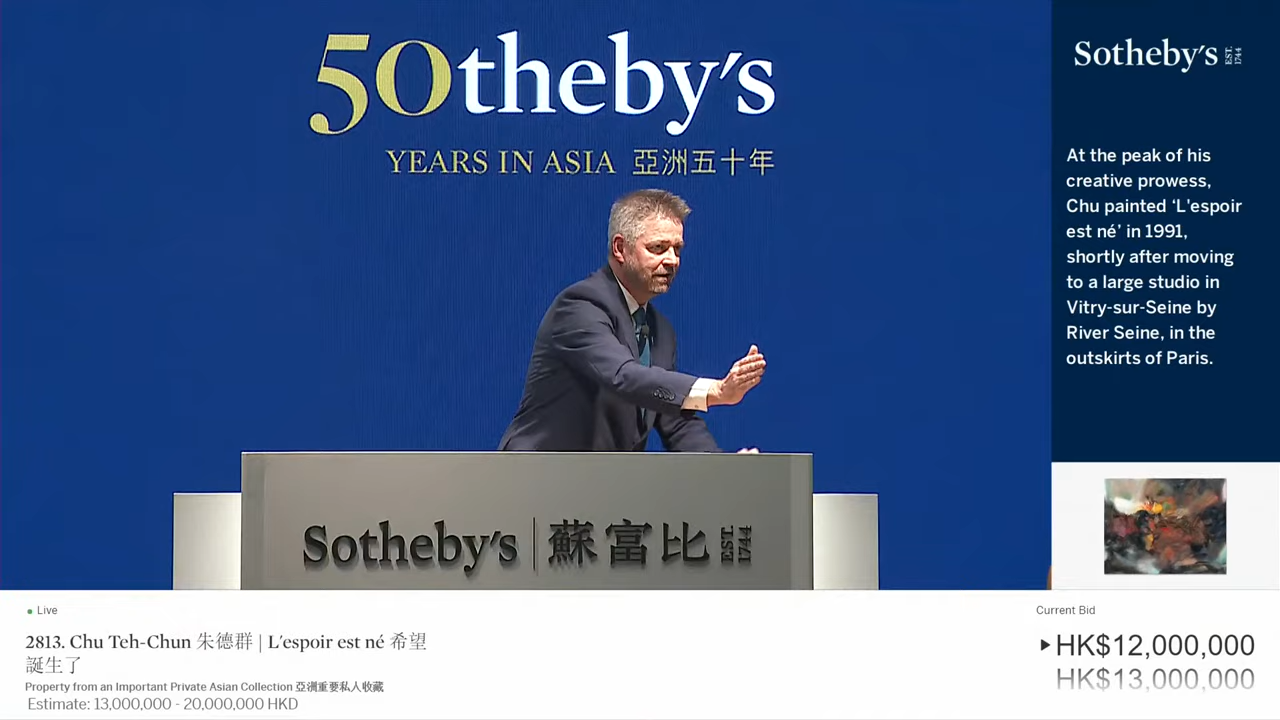 50theby's
YEARS IN ASIA 亞洲五十年
Sotheby's EST. 1744
At the peak of his
creative prowess,
Chu painted ‘L'espoir
est né’ in 1991,
shortly after moving
to a large studio in
Vitry-sur-Seine by
River Seine, in the
outskirts of Paris.
Sotheby's | 蘇富比 EST. 1744
Live
2813. Chu Teh-Chun 朱德群 | L'espoir est né 希望
誕生了
Property from an Important Private Asian Collection 亞洲重要私人收藏
Estimate: 13,000,000 - 20,000,000 HKD
Current Bid
HK$12,000,000
HK$13,000,000